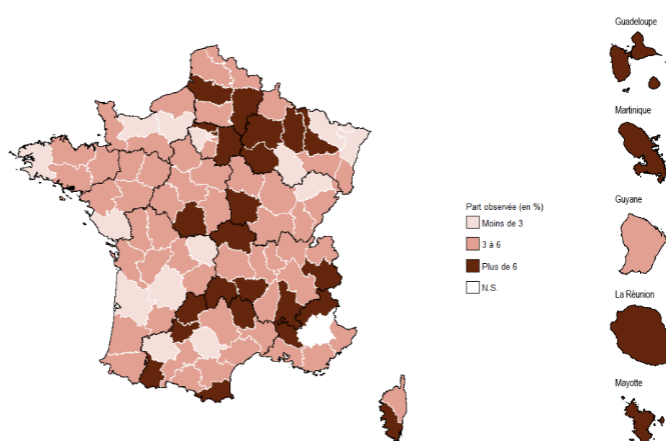 Guadeloupe
Martinique
Guyane
La Réunion
Mayotte
Part observée (en %)
Moins de 3
3 à 6
Plus de 6
N.S.